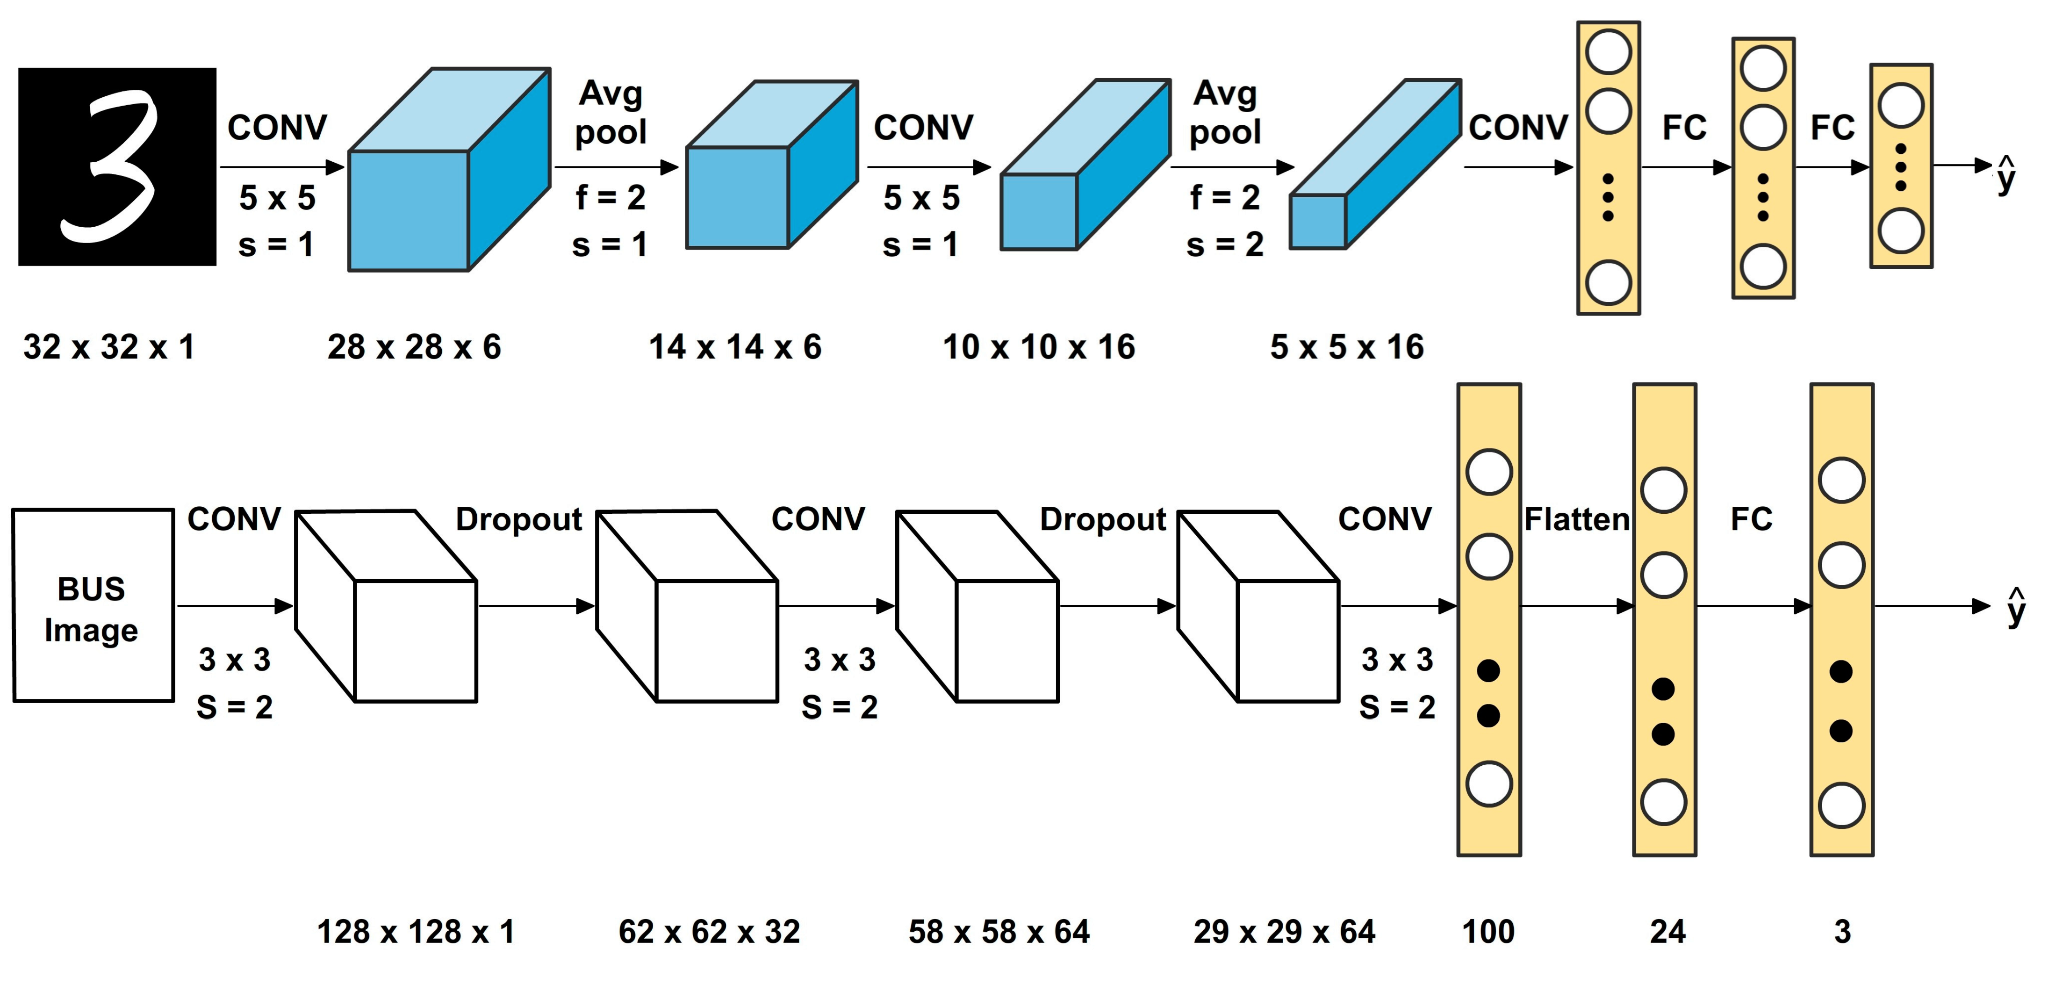 3
CONV
5 x 5
s = 1
Avg
pool
f = 2
s = 1
CONV
5 x 5
s = 1
Avg
pool
f = 2
s = 2
CONV
FC
FC
ŷ
32 x 32 x 1
28 x 28 x 6
14 x 14 x 6
10 x 10 x 16
5 x 5 x 16
BUS
Image
CONV
3 x 3
S = 2
Dropout
CONV
3 x 3
S = 2
Dropout
CONV
3 x 3
S = 2
Flatten
FC
ŷ
128 x 128 x 1
62 x 62 x 32
58 x 58 x 64
29 x 29 x 64
100
24
3